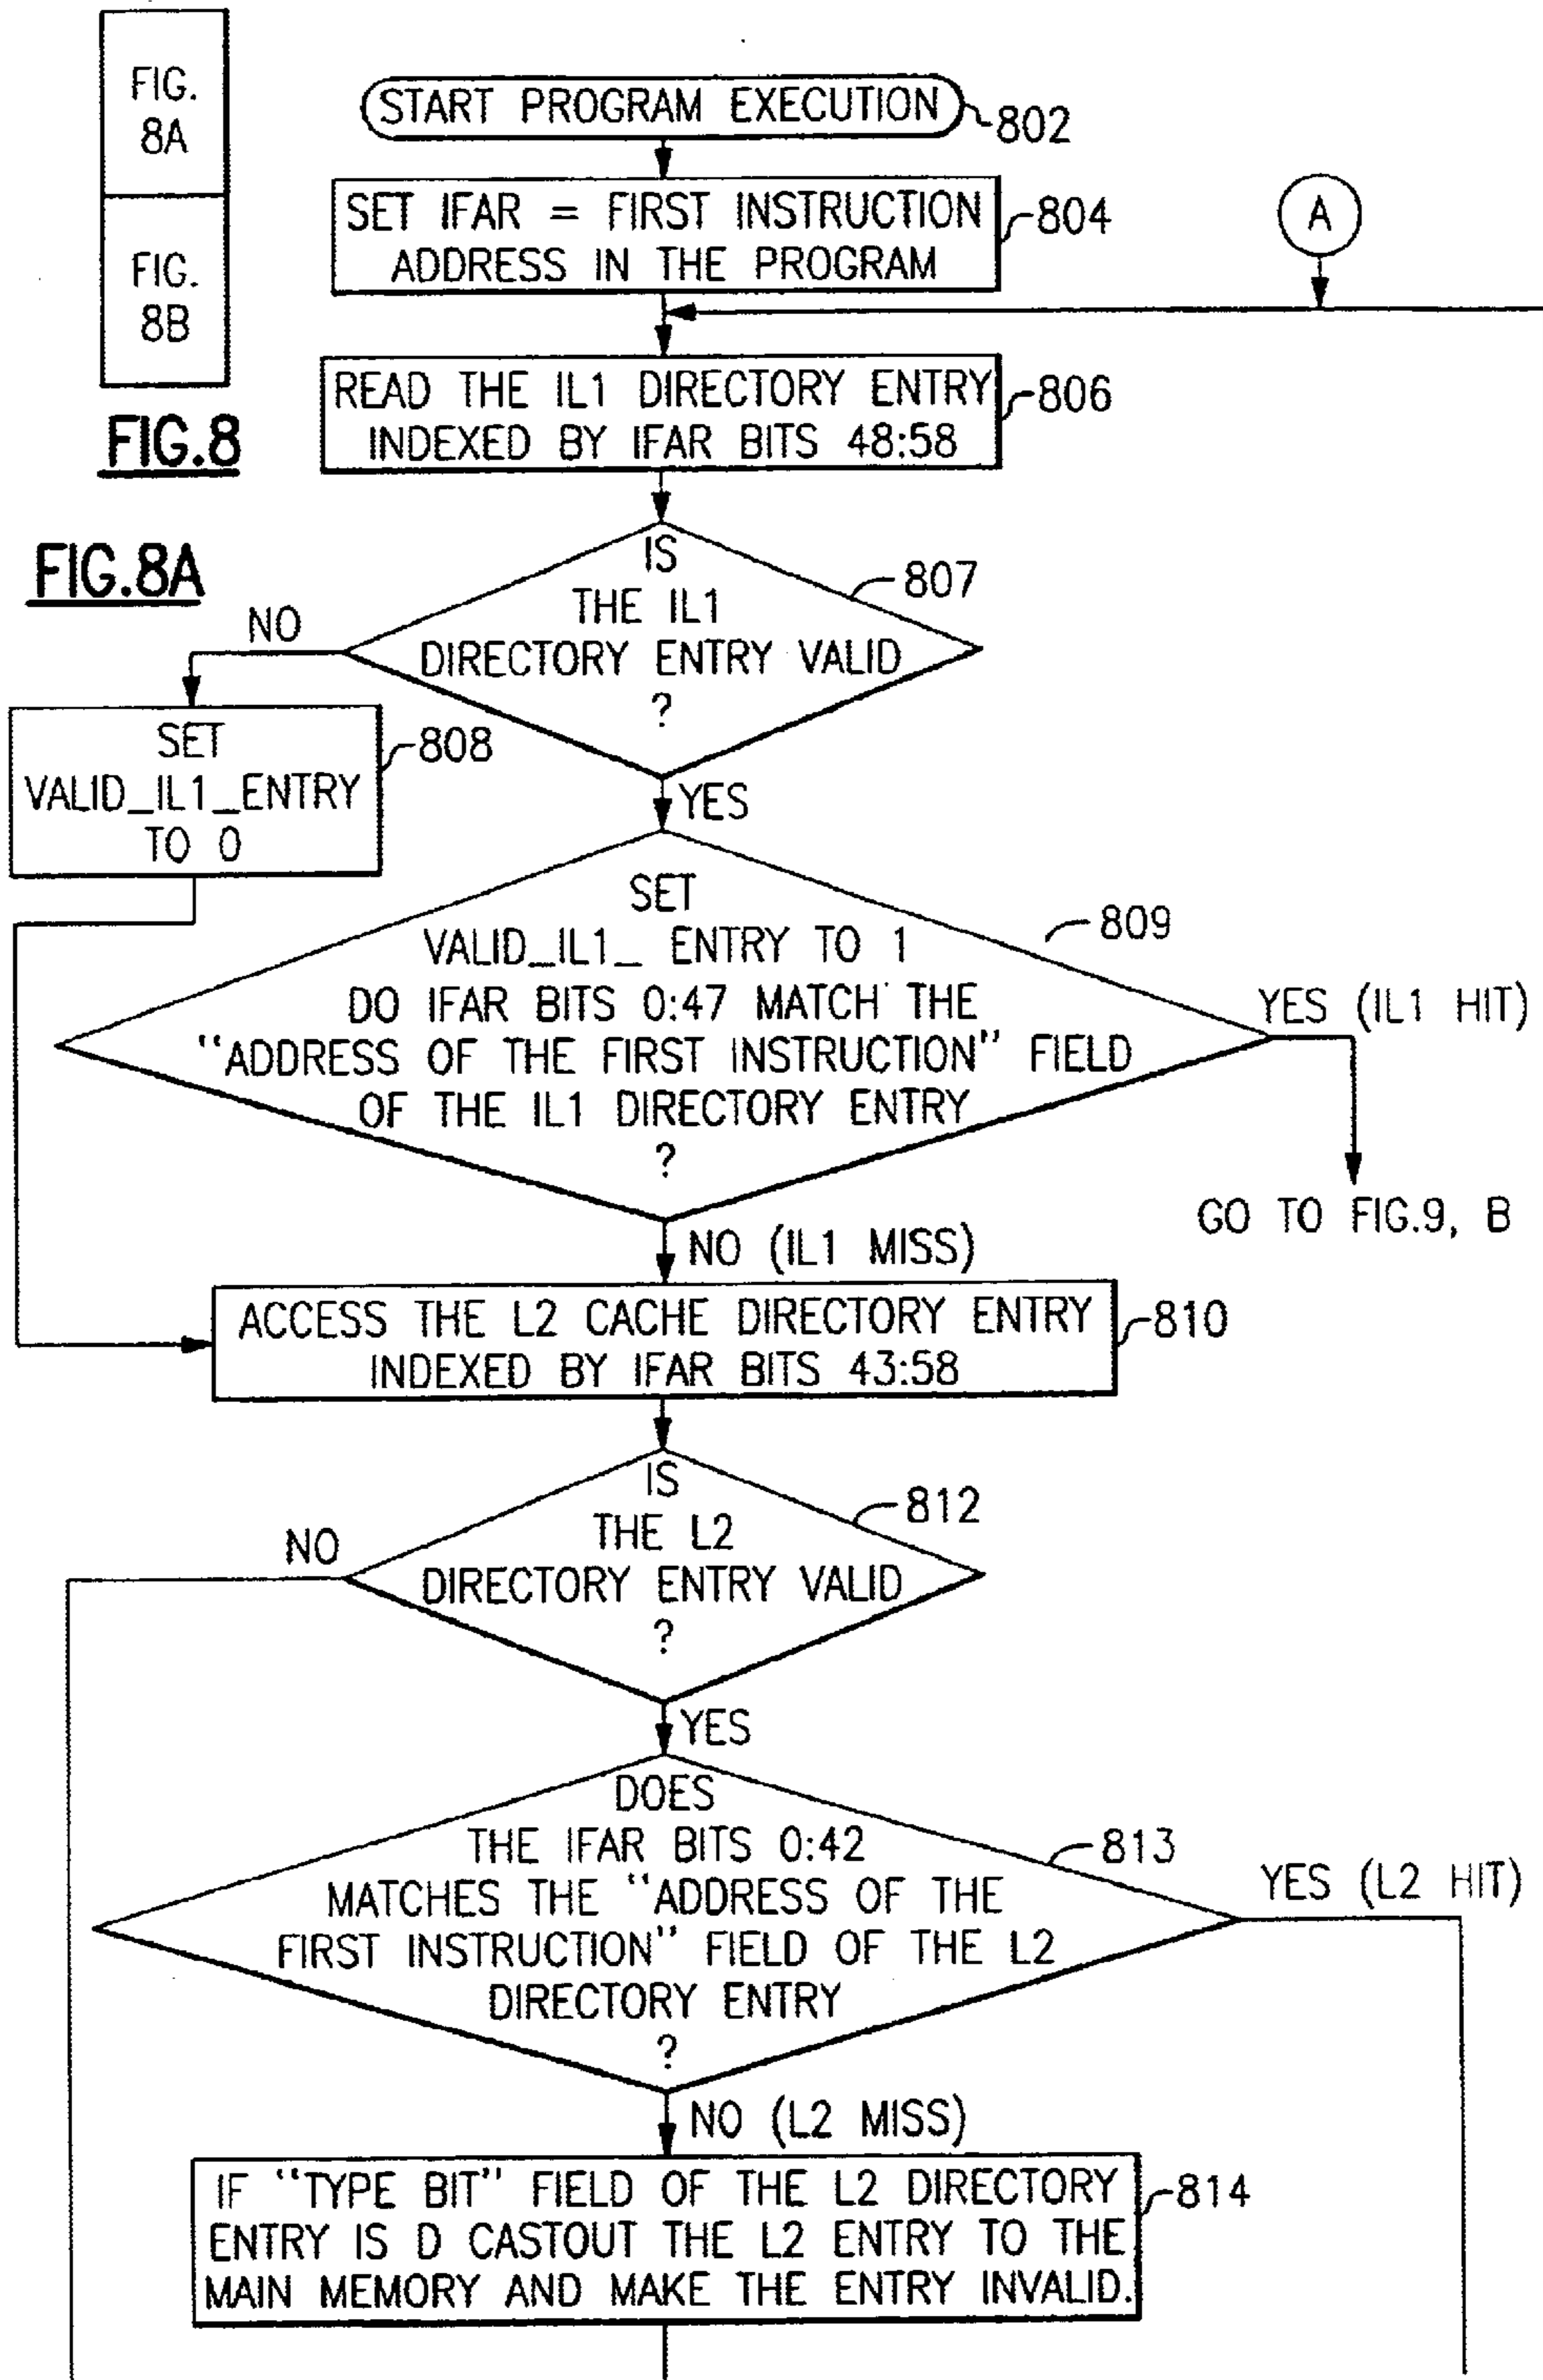 FIG.
8A
FIG.
8B
FIG.8
FIG.8A
START PROGRAM EXECUTION
802
SET IFAR = FIRST INSTRUCTION
ADDRESS IN THE PROGRAM
804
A
READ THE IL1 DIRECTORY ENTRY
INDEXED BY IFAR BITS 48:58
806
IS
THE IL1
DIRECTORY ENTRY VALID
?
807
NO
SET
VALID_IL1_ENTRY
TO 0
808
YES
SET
VALID_IL1_ ENTRY TO 1
DO IFAR BITS 0:47 MATCH THE
"ADDRESS OF THE FIRST INSTRUCTION" FIELD
OF THE IL1 DIRECTORY ENTRY
?
809
YES (IL1 HIT)
GO TO FIG.9, B
NO (IL1 MISS)
ACCESS THE L2 CACHE DIRECTORY ENTRY
INDEXED BY IFAR BITS 43:58
810
IS
THE L2
DIRECTORY ENTRY VALID
?
812
NO
YES
DOES
THE IFAR BITS 0:42
MATCHES THE "ADDRESS OF THE
FIRST INSTRUCTION" FIELD OF THE L2
DIRECTORY ENTRY
?
813
YES (L2 HIT)
NO (L2 MISS)
IF "TYPE BIT" FIELD OF THE L2 DIRECTORY
ENTRY IS D CASTOUT THE L2 ENTRY TO THE
MAIN MEMORY AND MAKE THE ENTRY INVALID.
814